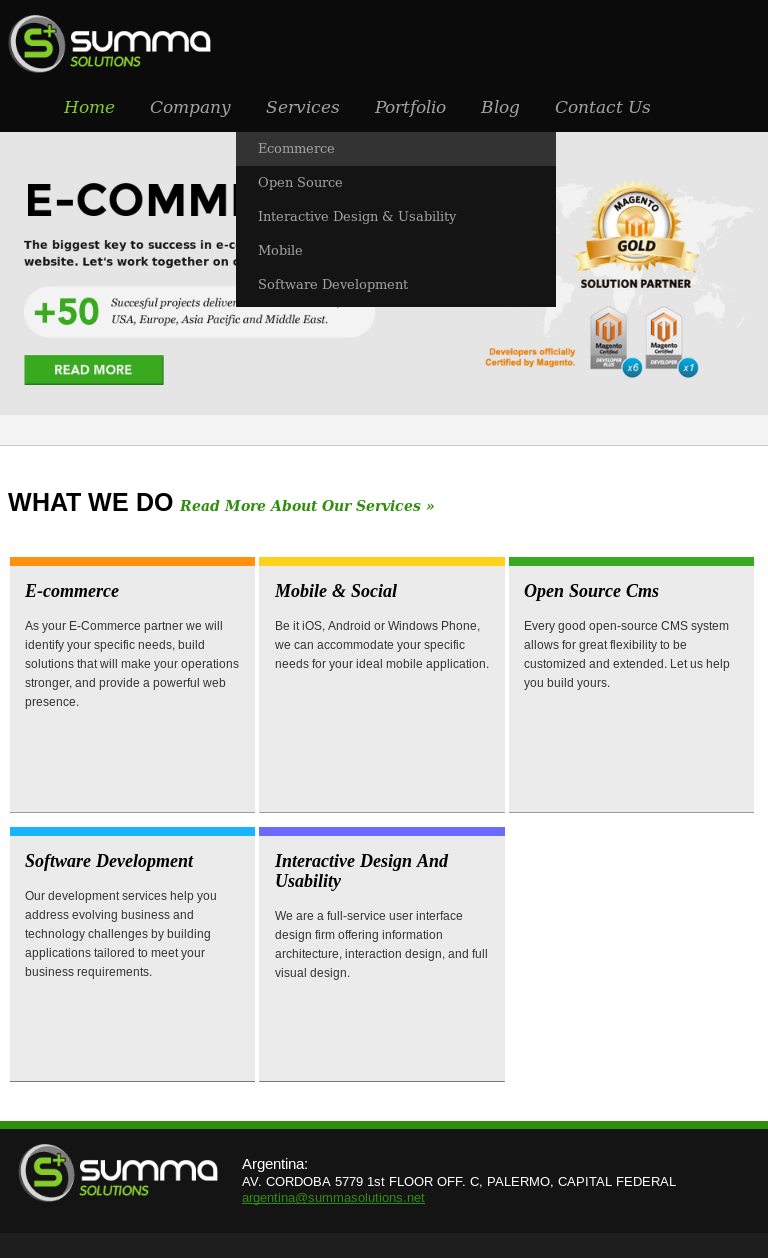 summa
SOLUTIONS
Home Company Services Portfolio Blog Contact Us
Ecommerce
Open Source
Interactive Design & Usability
Mobile
Software Development
E-COMM
The biggest key to success in
website. Let's work together on
+50
Succesful projects
USA, Europe, Asia Pacific and Middle East.
READ MORE
MAGENTO
GOLD
SOLUTION PARTNER
Developers officially
Certified by Magento.
Magento
Certified
DEVELOPER
PLUS
x6
Magento
Certified
DEVELOPER
x1
WHAT WE DO Read More About Our Services »
E-commerce
As your E-Commerce partner we will
identify your specific needs, build
solutions that will make your operations
stronger, and provide a powerful web
presence.
Mobile & Social
Be it iOS, Android or Windows Phone,
we can accommodate your specific
needs for your ideal mobile application.
Open Source Cms
Every good open-source CMS system
allows for great flexibility to be
customized and extended. Let us help
you build yours.
Software Development
Our development services help you
address evolving business and
technology challenges by building
applications tailored to meet your
business requirements.
Interactive Design And
Usability
We are a full-service user interface
design firm offering information
architecture, interaction design, and full
visual design.
summa
SOLUTIONS
Argentina:
AV. CORDOBA 5779 1st FLOOR OFF. C, PALERMO, CAPITAL FEDERAL
argentina@summasolutions.net